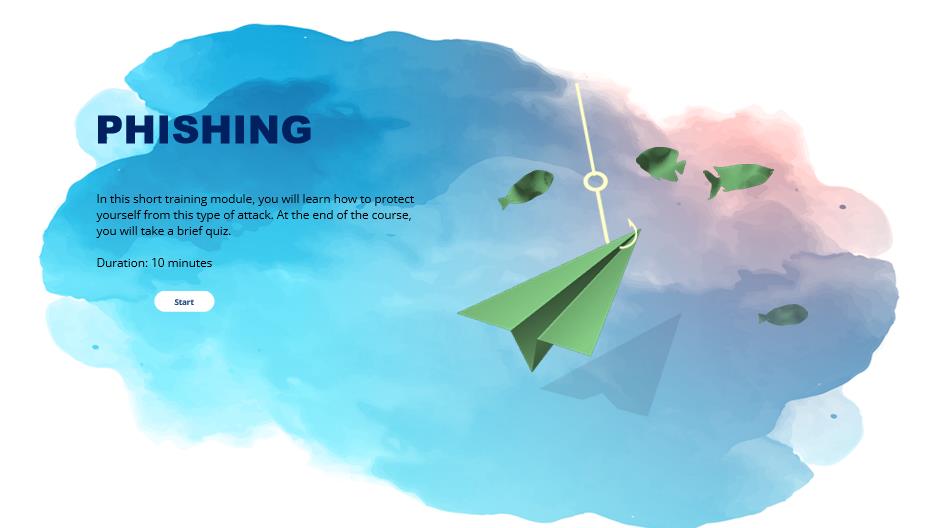 PHISHING
In this short training module, you will learn how to protect
yourself from this type of attack. At the end of the course,
you will take a brief quiz.
Duration: 10 minutes
Start